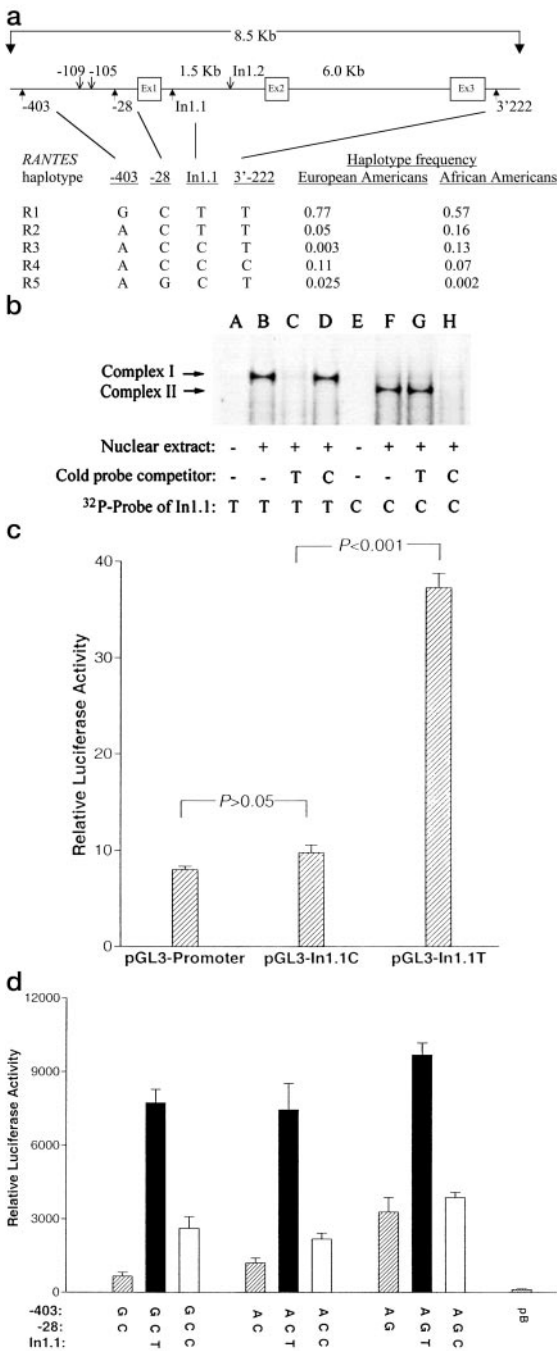 a
8.5 Kb
-109 -105 1.5 Kb In1.2 6.0 Kb
Ex1 Ex2 Ex3
-403 -28 In1.1 3'222
RANTES Haplotype frequency
haplotype -403 -28 In1.1 3'-222 European Americans African Americans
R1 G C T T 0.77 0.57
R2 A C T T 0.05 0.16
R3 A C C T 0.003 0.13
R4 A C C C 0.11 0.07
R5 A G C T 0.025 0.002
b
A B C D E F G H
Complex I
Complex II
Nuclear extract: - + + + - + + +
Cold probe competitor: - - T C - - T C
32P-Probe of In1.1: T T T T C C C C
c
P<0.001
40
30
20
10
0
Relative Luciferase Activity
P>0.05
pGL3-Promoter pGL3-In1.1C pGL3-In1.1T
d
12000
9000
6000
3000
0
Relative Luciferase Activity
-403: G G G A A A A A A pB
-28: C C C C C C G G G
In1.1: T C T C T C